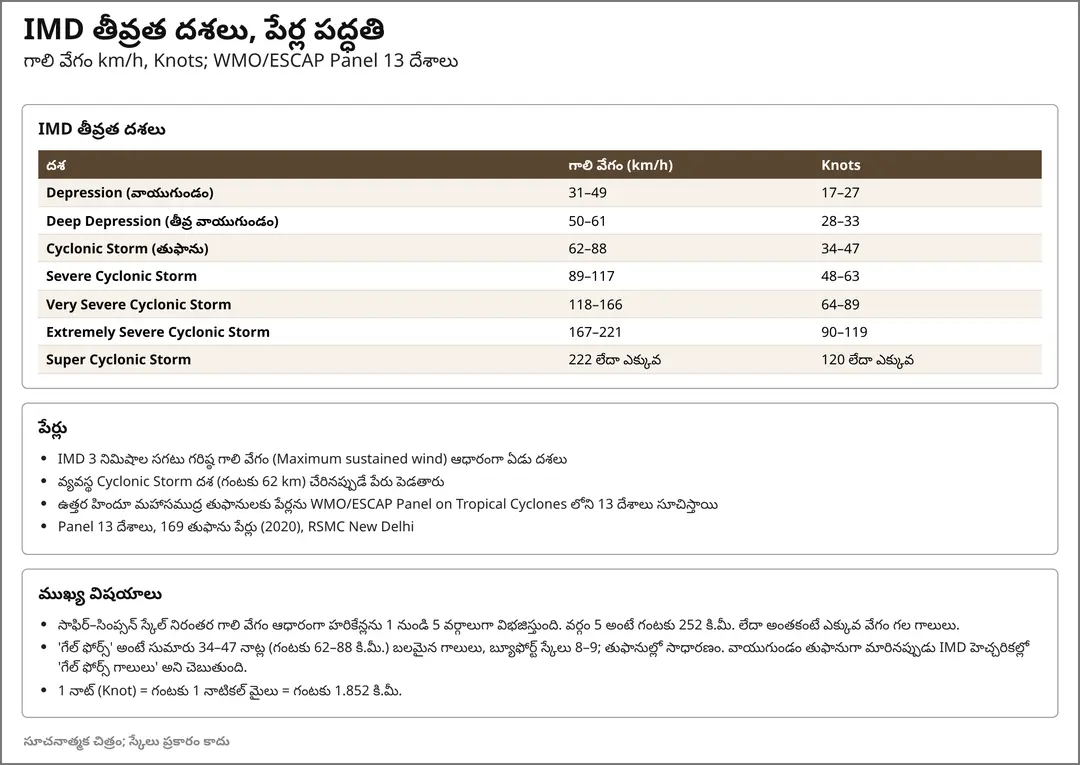 IMD తీవ్రత దశలు, పేర్ల పద్ధతి
గాలి వేగం km/h, Knots; WMO/ESCAP Panel 13 దేశాలు
IMD తీవ్రత దశలు
దశ గాలి వేగం (km/h) Knots
Depression (వాయుగుండం) 31–49 17–27
Deep Depression (తీవ్ర వాయుగుండం) 50–61 28–33
Cyclonic Storm (తుఫాను) 62–88 34–47
Severe Cyclonic Storm 89–117 48–63
Very Severe Cyclonic Storm 118–166 64–89
Extremely Severe Cyclonic Storm 167–221 90–119
Super Cyclonic Storm 222 లేదా ఎక్కువ 120 లేదా ఎక్కువ
పేర్లు
• IMD 3 నిమిషాల సగటు గరిష్ఠ గాలి వేగం (Maximum sustained wind) ఆధారంగా ఏడు దశలు
• వ్యవస్థ Cyclonic Storm దశ (గంటకు 62 km) చేరినప్పుడే పేరు పెడతారు
• ఉత్తర హిందూ మహాసముద్ర తుఫానులకు పేర్లను WMO/ESCAP Panel on Tropical Cyclones లోని 13 దేశాలు సూచిస్తాయి
• Panel 13 దేశాలు, 169 తుఫాను పేర్లు (2020), RSMC New Delhi
ముఖ్య విషయాలు
• సాఫిర్–సింప్సన్ స్కేల్ నిరంతర గాలి వేగం ఆధారంగా హరికేన్లను 1 నుండి 5 వర్గాలుగా విభజిస్తుంది. వర్గం 5 అంటే గంటకు 252 కి.మీ. లేదా అంతకంటే ఎక్కువ వేగం గల గాలులు.
• 'గేల్ ఫోర్స్' అంటే సుమారు 34–47 నాట్ల (గంటకు 62–88 కి.మీ.) బలమైన గాలులు, బ్యూఫోర్ట్ స్కేలు 8–9; తుఫానుల్లో సాధారణం. వాయుగుండం తుఫానుగా మారినప్పుడు IMD హెచ్చరికల్లో
'గేల్ ఫోర్స్ గాలులు' అని చెబుతుంది.
• 1 నాట్ (Knot) = గంటకు 1 నాటికల్ మైలు = గంటకు 1.852 కి.మీ.
సూచనాత్మక చిత్రం; స్కేలు ప్రకారం కాదు